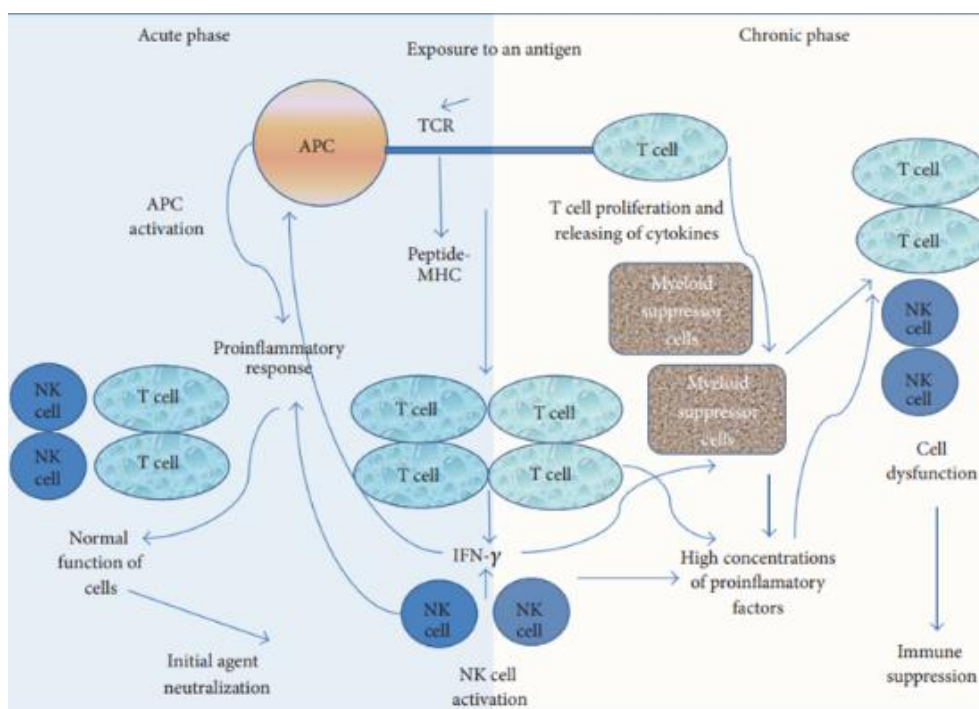 Acute phase
Exposure to an antigen
Chronic phase
TCR
APC
T cell
T cell
T cell
APC
activation
T cell proliferation and
releasing of cytokines
Peptide-
MHC
Myeloid
suppressor
cells
NK
cell
NK
cell
Proinflammatory
response
NK
cell
NK
cell
T cell
T cell
T cell
T cell
T cell
T cell
Myeloid
suppressor
cells
Cell
dysfunction
Normal
function of
cells
IFN-γ
High concentrations
of proinflamatory
factors
NK
cell
NK
cell
Initial agent
neutralization
NK cell
activation
Immune
suppression